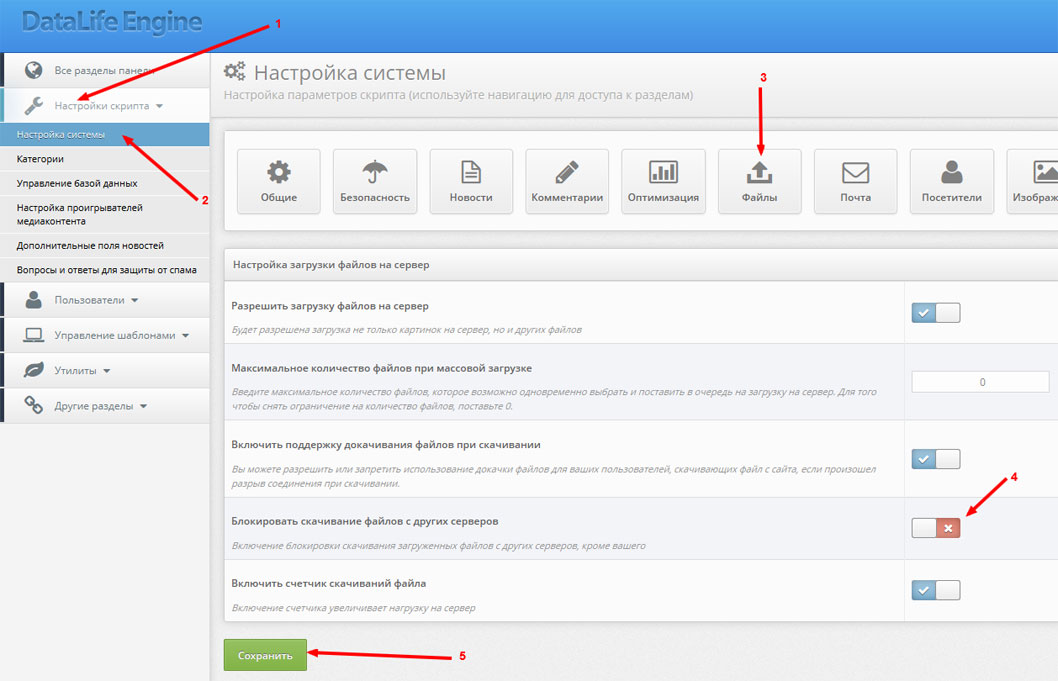 DataLife Engine
1
Все разделы панели
Настройки скрипта
Настройка системы
2
Категории
Управление базой данных
Настройка проигрывателей
медиаконтента
Дополнительные поля новостей
Вопросы и ответы для защиты от спама
Пользователи
Управление шаблонами
Утилиты
Другие разделы
Настройка системы
Настройка параметров скрипта (используйте навигацию для доступа к разделам)
3
Общие
Безопасность
Новости
Комментарии
Оптимизация
Файлы
Почта
Посетители
Изображ
Настройка загрузки файлов на сервер
Разрешить загрузку файлов на сервер
Будет разрешена загрузка не только картинок на сервер, но и других файлов
Максимальное количество файлов при массовой загрузке
Введите максимальное количество файлов, которое возможно одновременно выбрать и поставить в очередь на загрузку на сервер. Для того
чтобы снять ограничение на количество файлов, поставьте 0.
0
Включить поддержку докачивания файлов при скачивании
Вы можете разрешить или запретить использование докачки файлов для ваших пользователей, скачивающих файл с сайта, если произошел
разрыв соединения при скачивании.
4
Блокировать скачивание файлов с других серверов
Включение блокировки скачивания загруженных файлов с других серверов, кроме вашего
Включить счетчик скачиваний файла
Включение счетчика увеличивает нагрузку на сервер
Сохранить
5